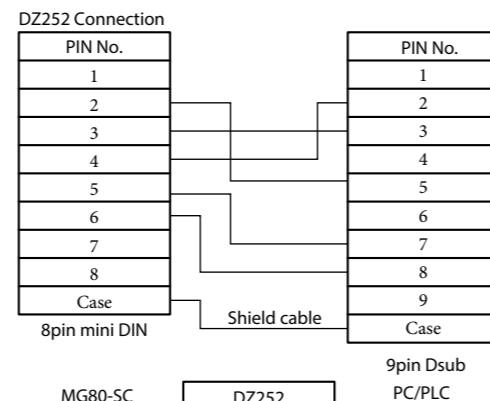 DZ252 Connection
PIN No.
1
2
3
4
5
6
7
8
Case
8pin mini DIN
PIN No.
1
2
3
4
5
6
7
8
9
Case
Shield cable
9pin Dsub
MG80-SC
DZ252
PC/PLC